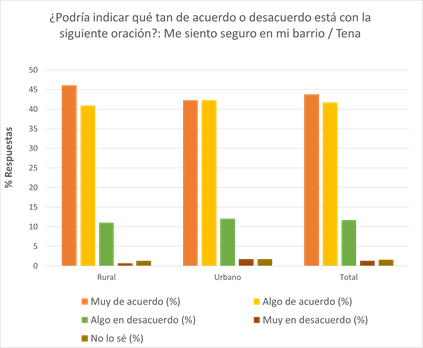 ¿Podría indicar qué tan de acuerdo o desacuerdo está con la
siguiente oración?: Me siento seguro en mi barrio / Tena
50
45
40
35
30
25
20
15
10
5
0
% Respuestas
Rural
Urbano
Total
Muy de acuerdo (%)
Algo de acuerdo (%)
Algo en desacuerdo (%)
Muy en desacuerdo (%)
No lo sé (%)